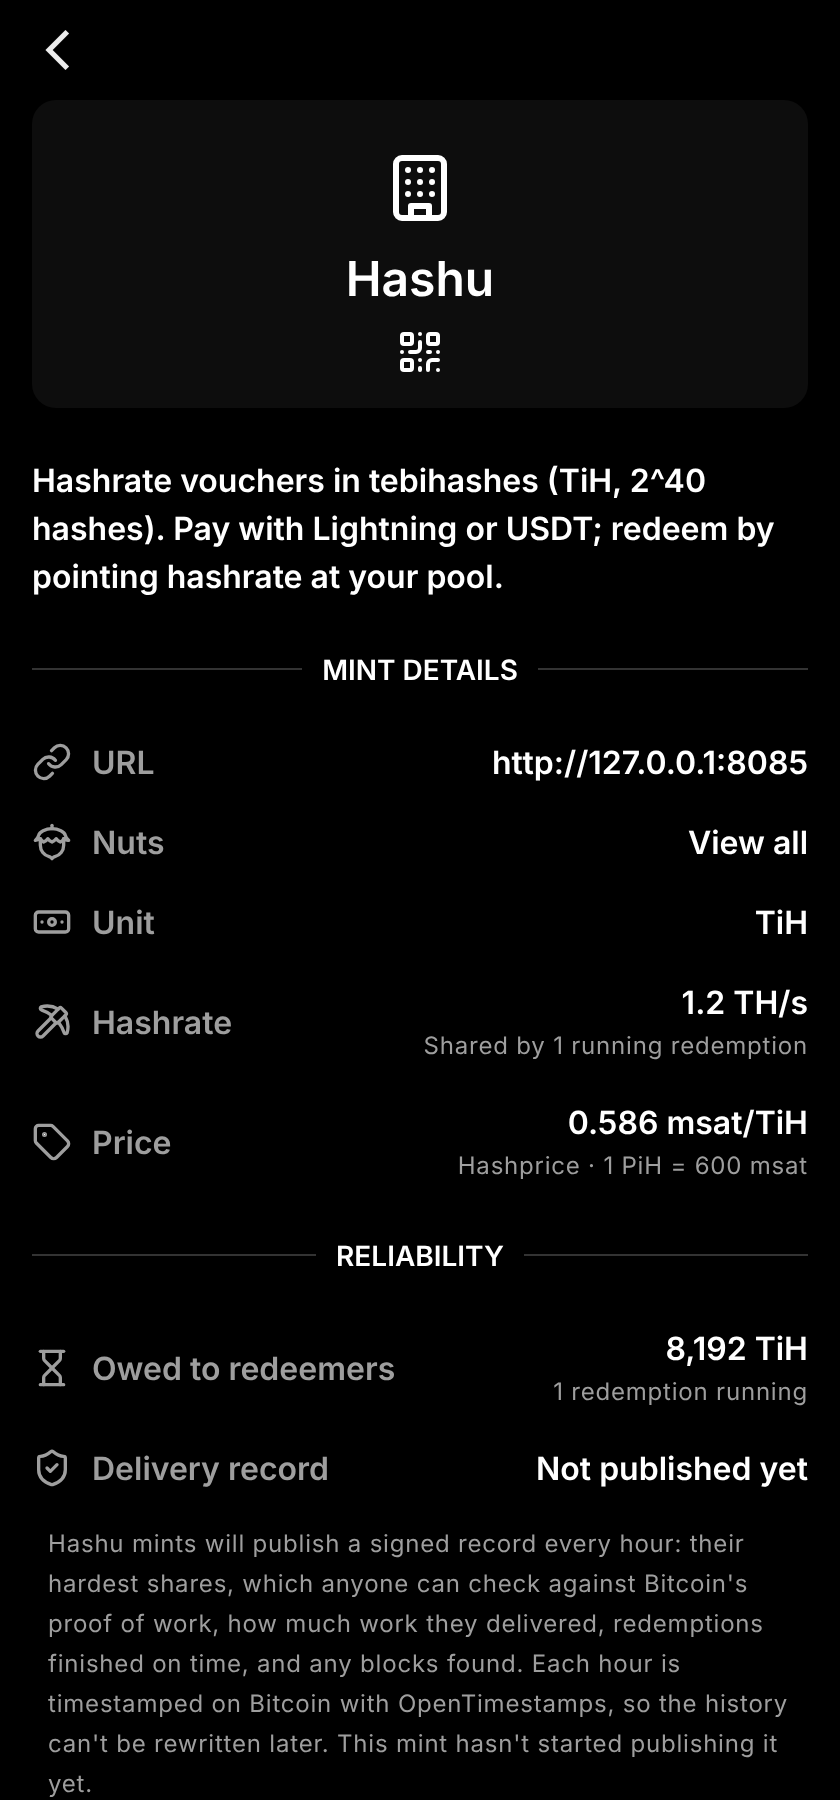 Hashu
Hashrate vouchers in tebihashes (TiH, 2^40
hashes). Pay with Lightning or USDT; redeem by
pointing hashrate at your pool.
MINT DETAILS
URL http://127.0.0.1:8085
Nuts View all
Unit TiH
Hashrate 1.2 TH/s
Shared by 1 running redemption
Price 0.586 msat/TiH
Hashprice · 1 PiH = 600 msat
RELIABILITY
Owed to redeemers 8,192 TiH
1 redemption running
Delivery record Not published yet
Hashu mints will publish a signed record every hour: their
hardest shares, which anyone can check against Bitcoin's
proof of work, how much work they delivered, redemptions
finished on time, and any blocks found. Each hour is
timestamped on Bitcoin with OpenTimestamps, so the history
can't be rewritten later. This mint hasn't started publishing it
yet.